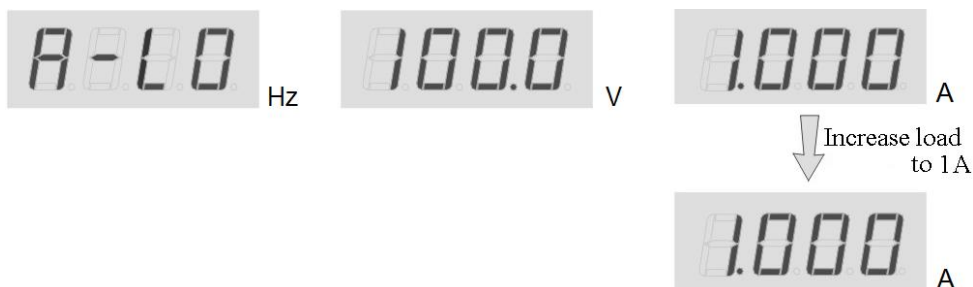 A-L0 Hz
100.0 V
1.000 A
Increase load
to 1A
1.000 A